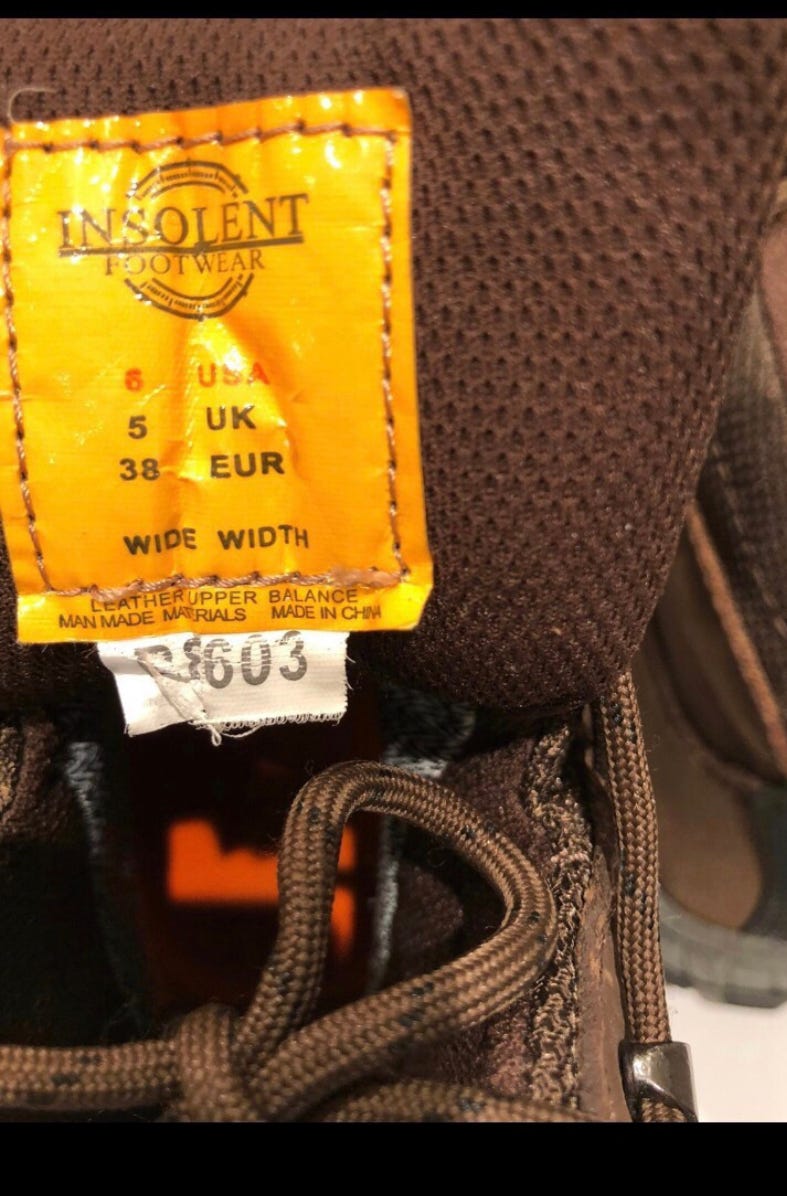 INSOLENT
FOOTWEAR
6 USA
5 UK
38 EUR
WIDE WIDTH
LEATHER UPPER BALANCE
MAN MADE MATERIALS MADE IN CHINA
603